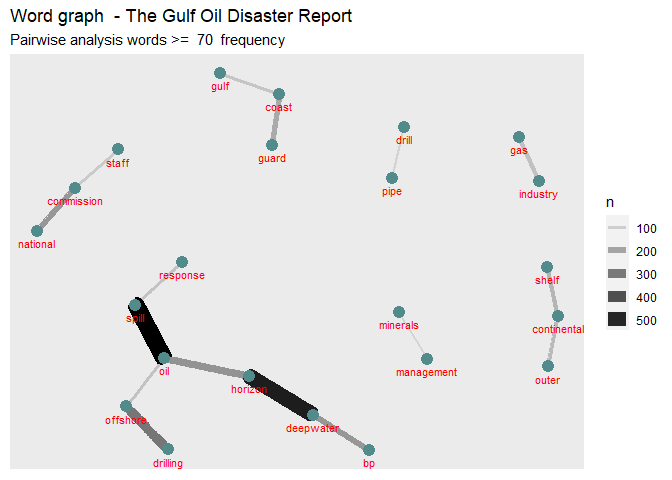 Word graph  - The Gulf Oil Disaster Report
Pairwise analysis words >=  70  frequency
gulf
coast
guard
drill
pipe
gas
industry
staff
commission
national
response
spill
oil
horizon
offshore
deepwater
drilling
bp
minerals
management
shelf
continental
outer
n
100
200
300
400
500